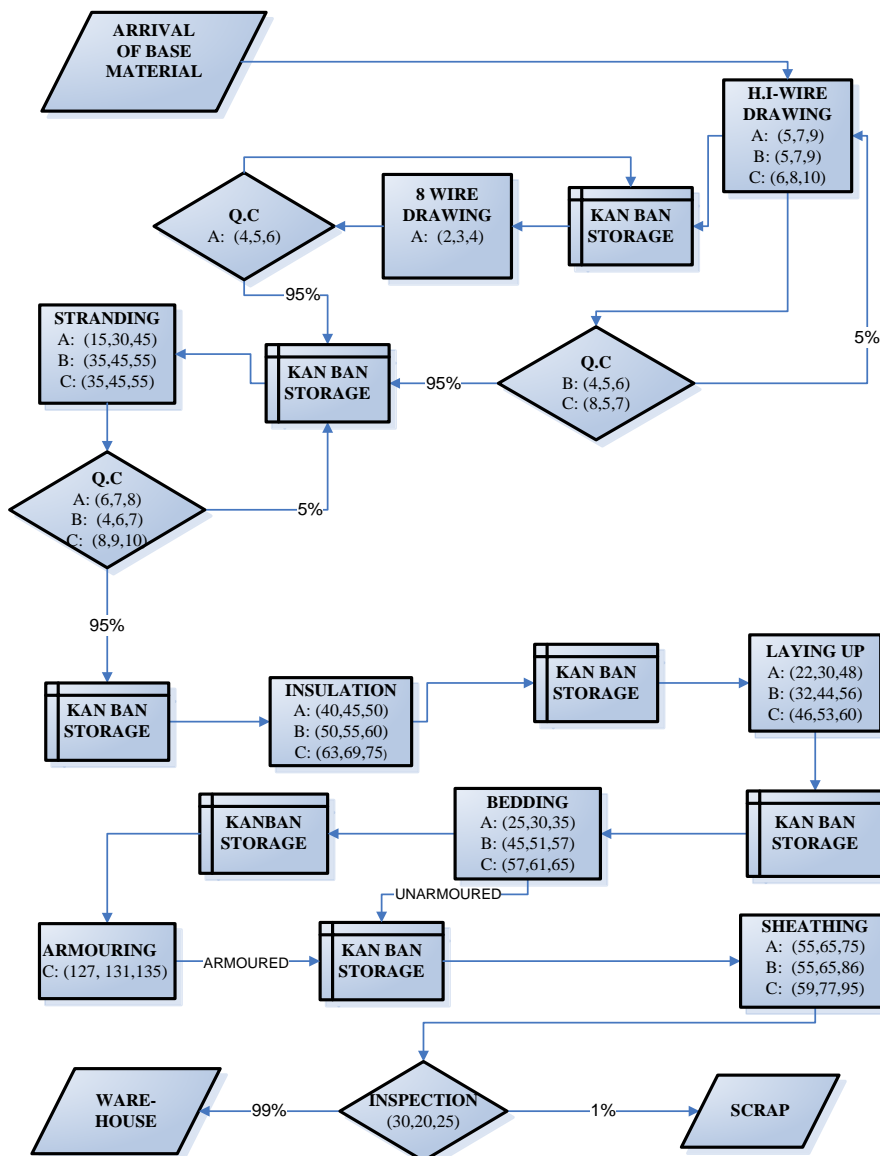 ARRIVAL
OF BASE
MATERIAL
H.I-WIRE
DRAWING
A: (5,7,9)
B: (5,7,9)
C: (6,8,10)
Q.C
A: (4,5,6)
8 WIRE
DRAWING
A: (2,3,4)
KAN BAN
STORAGE
95%
STRANDING
A: (15,30,45)
B: (35,45,55)
C: (35,45,55)
KAN BAN
STORAGE
95%
Q.C
B: (4,5,6)
C: (8,5,7)
5%
Q.C
A: (6,7,8)
B: (4,6,7)
C: (8,9,10)
5%
95%
KAN BAN
STORAGE
INSULATION
A: (40,45,50)
B: (50,55,60)
C: (63,69,75)
KAN BAN
STORAGE
LAYING UP
A: (22,30,48)
B: (32,44,56)
C: (46,53,60)
KANBAN
STORAGE
BEDDING
A: (25,30,35)
B: (45,51,57)
C: (57,61,65)
KAN BAN
STORAGE
UNARMOURED
ARMOURING
C: (127, 131,135)
ARMOURED
KAN BAN
STORAGE
SHEATHING
A: (55,65,75)
B: (55,65,86)
C: (59,77,95)
WARE-
HOUSE
99%
INSPECTION
(30,20,25)
1%
SCRAP